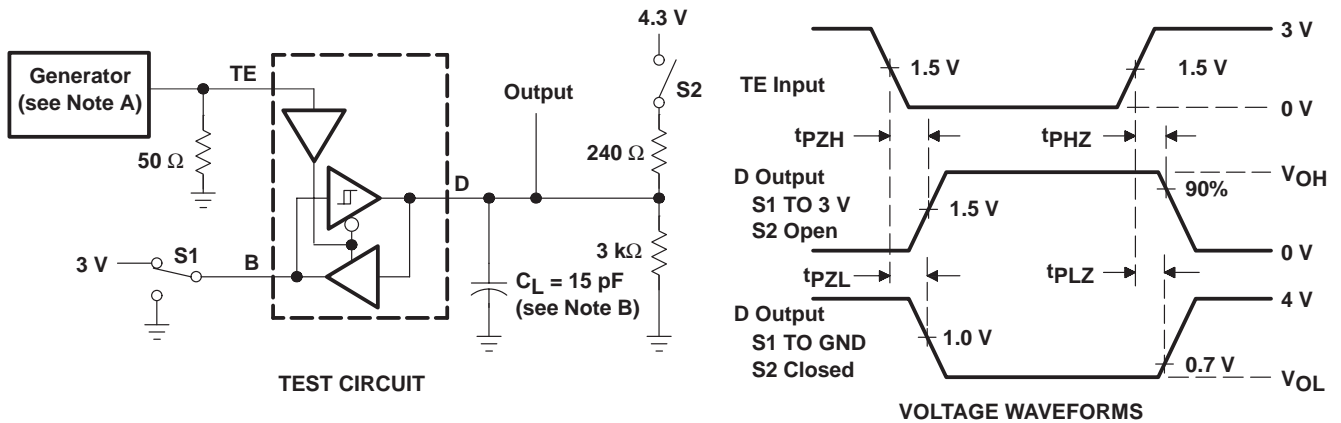 Generator
(see Note A)
TE
50 Ω
S1
3 V
B
D
Output
4.3 V
S2
240 Ω
3 kΩ
CL = 15 pF
(see Note B)
TEST CIRCUIT
TE Input
1.5 V
1.5 V
3 V
0 V
tPZH
tPHZ
D Output
S1 TO 3 V
S2 Open
1.5 V
VOH
90%
0 V
tPZL
tPLZ
D Output
S1 TO GND
S2 Closed
1.0 V
4 V
0.7 V
VOL
VOLTAGE WAVEFORMS